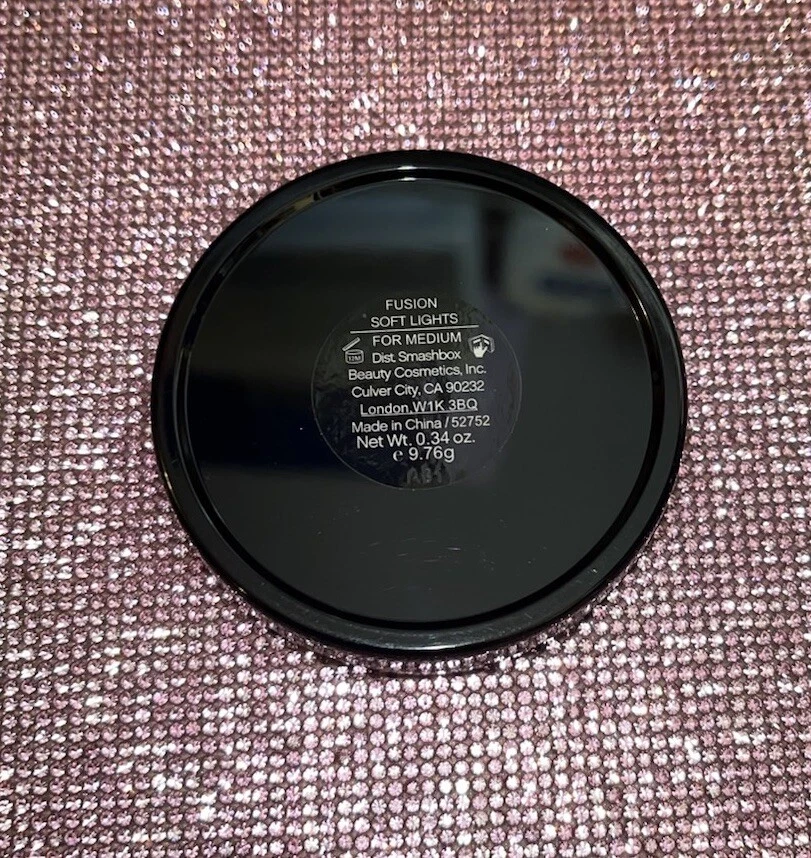 FUSION
SOFT LIGHTS
FOR MEDIUM
12M
Dist. Smashbox
Beauty Cosmetics, Inc.
Culver City, CA 90232
London, W1K 3BQ
Made in China / 52752
Net Wt. 0.34 oz.
℮ 9.76g